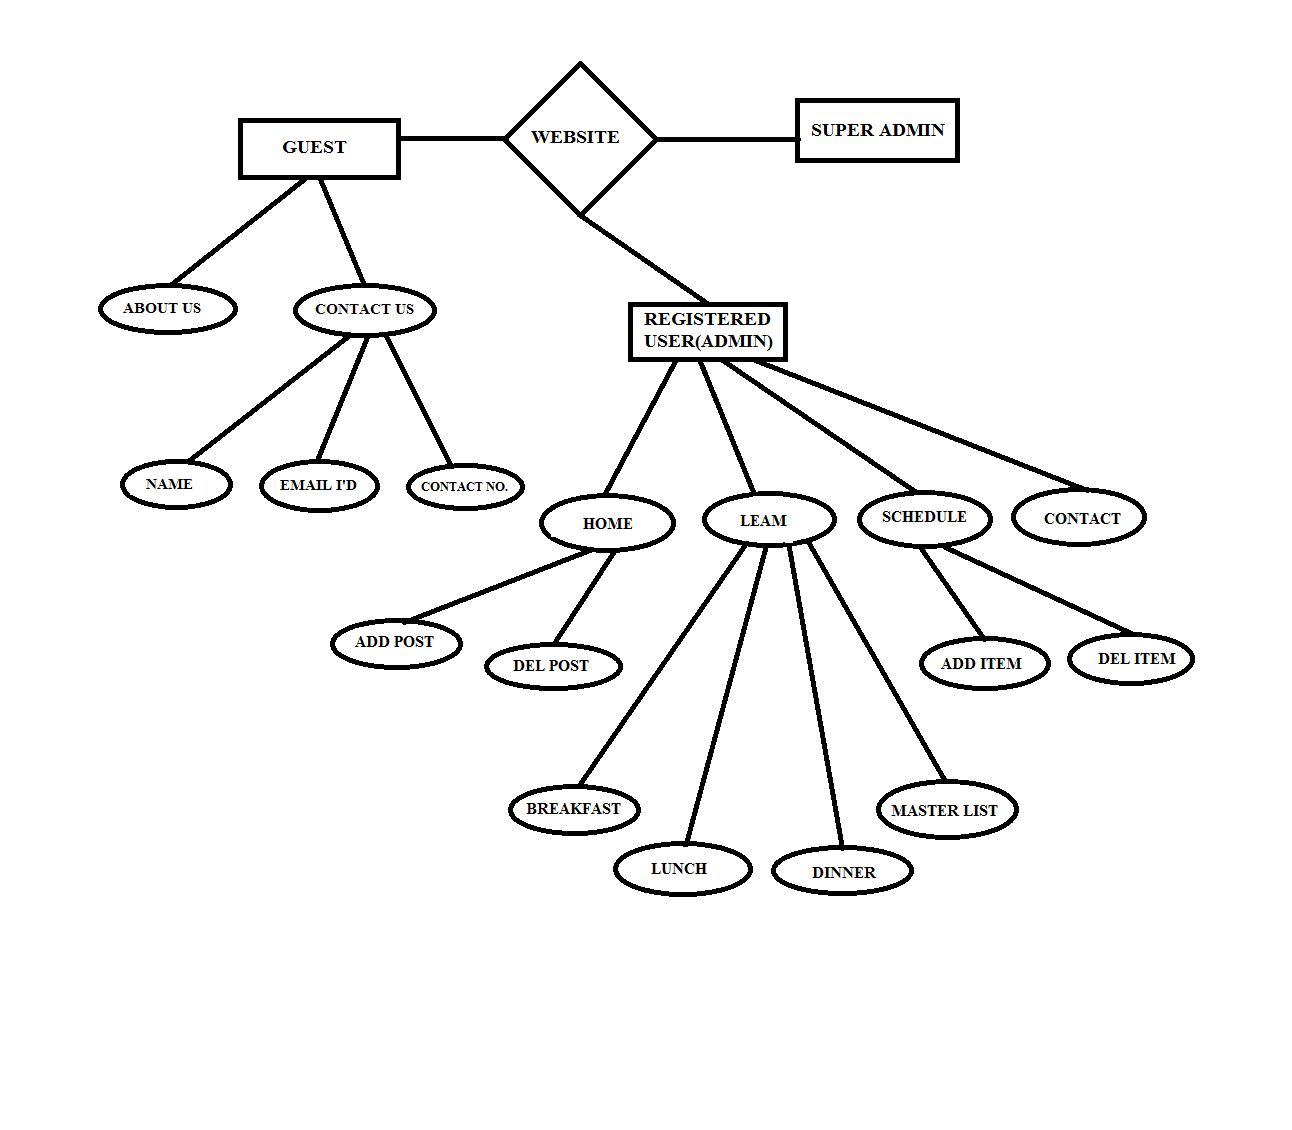 WEBSITE
SUPER ADMIN
GUEST
ABOUT US
CONTACT US
REGISTERED
USER(ADMIN)
NAME
EMAIL I'D
CONTACT NO.
HOME
LEAM
SCHEDULE
CONTACT
ADD POST
DEL POST
ADD ITEM
DEL ITEM
BREAKFAST
MASTER LIST
LUNCH
DINNER